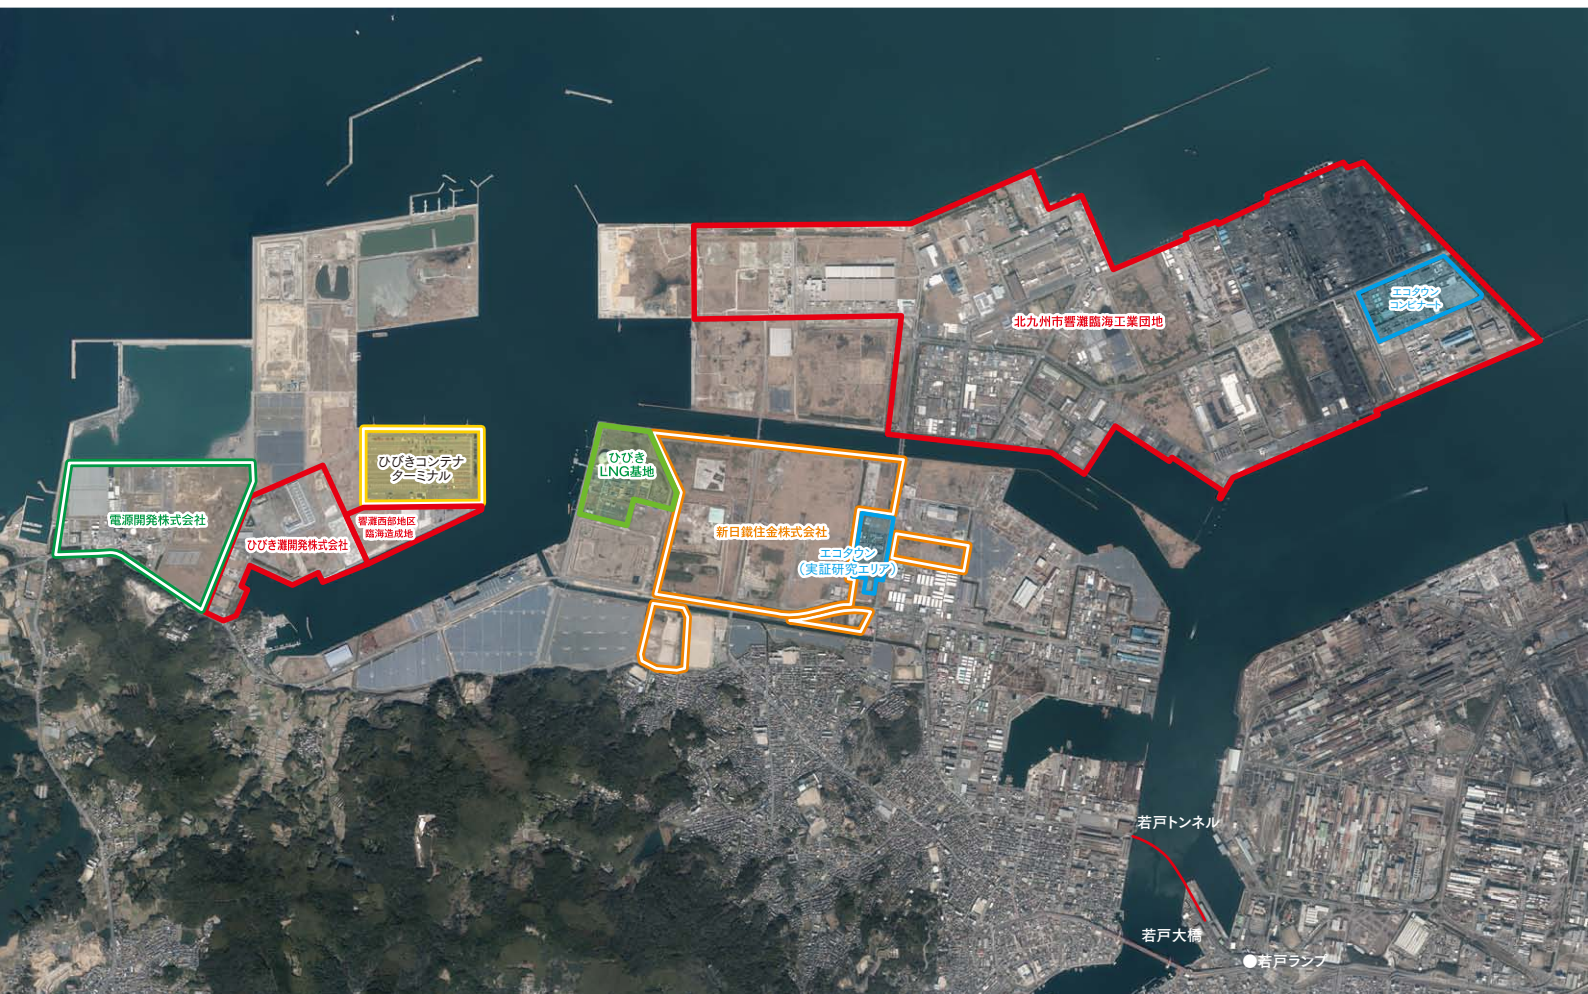 エコタウン
コンビナート
北九州市響灘臨海工業団地
ひびきコンテナ
ターミナル
ひびき
LNG基地
電源開発株式会社
響灘西部地区
臨海造成地
ひびき灘開発株式会社
新日鐵住金株式会社
エコタウン
（実証研究エリア）
若戸トンネル
若戸大橋
若戸ランプ